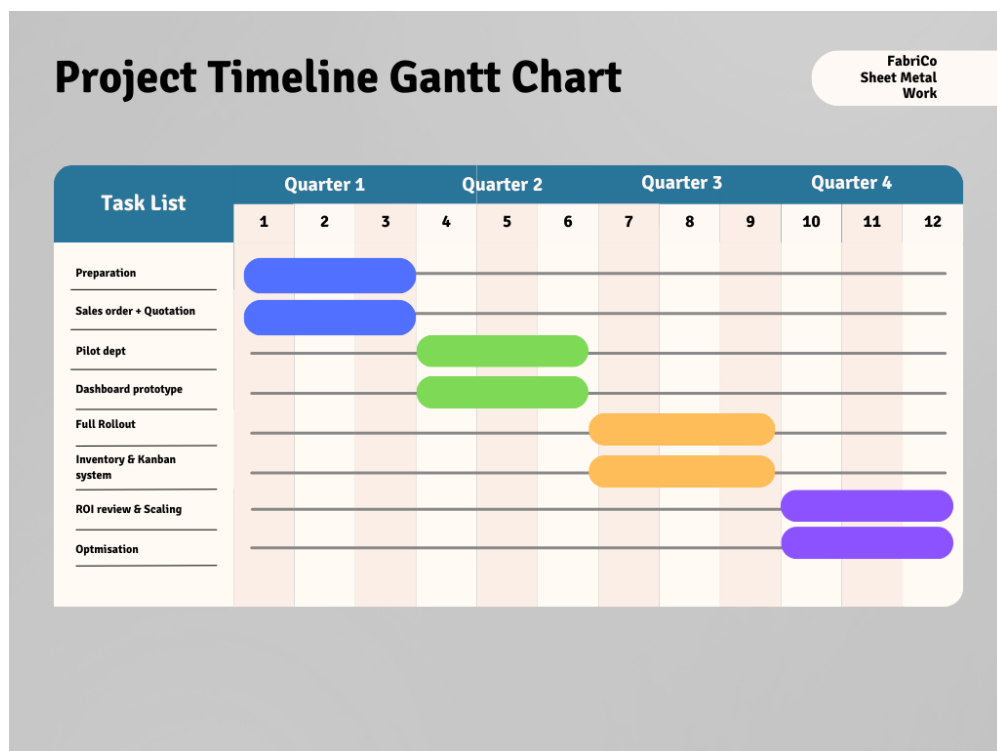 Project Timeline Gantt Chart
FabriCo
Sheet Metal
Work
Task List
Quarter 1
Quarter 2
Quarter 3
Quarter 4
1 2 3 4 5 6 7 8 9 10 11 12
Preparation
Sales order + Quotation
Pilot dept
Dashboard prototype
Full Rollout
Inventory & Kanban
system
ROI review & Scaling
Optmisation